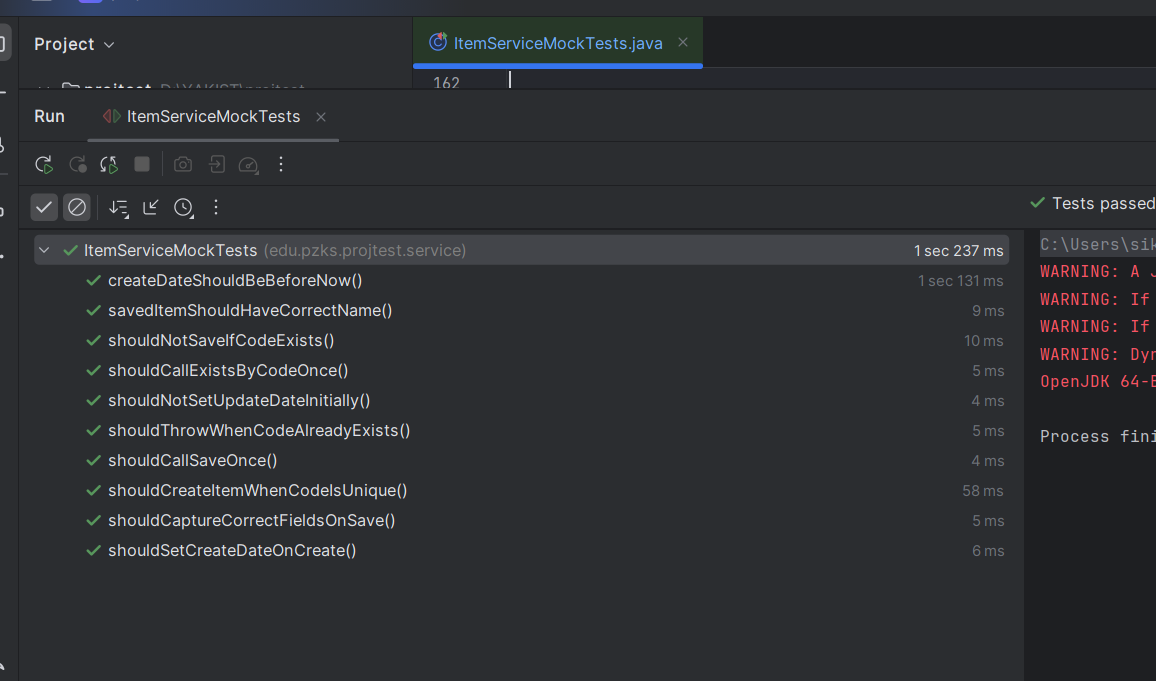 Project
ItemServiceMockTests.java
162
projtest D:\YAKIST\projtest
Run
ItemServiceMockTests
Tests passed
ItemServiceMockTests (edu.pzks.projtest.service) 1 sec 237 ms
createDateShouldBeBeforeNow() 1 sec 131 ms
savedItemShouldHaveCorrectName() 9 ms
shouldNotSaveIfCodeExists() 10 ms
shouldCallExistsByCodeOnce() 5 ms
shouldNotSetUpdateDateInitially() 4 ms
shouldThrowWhenCodeAlreadyExists() 5 ms
shouldCallSaveOnce() 4 ms
shouldCreateItemWhenCodeIsUnique() 58 ms
shouldCaptureCorrectFieldsOnSave() 5 ms
shouldSetCreateDateOnCreate() 6 ms
C:\Users\sik
WARNING: A J
WARNING: If
WARNING: If
WARNING: Dyn
OpenJDK 64-B
Process fini